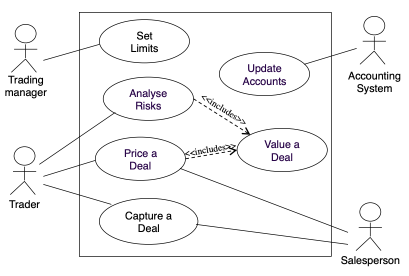 Set
Limits
Trading
manager
Update
Accounts
Accounting
System
Analyse
Risks
<<includes>>
Value a
Deal
Price a
Deal
<<includes>>
Trader
Capture a
Deal
Salesperson